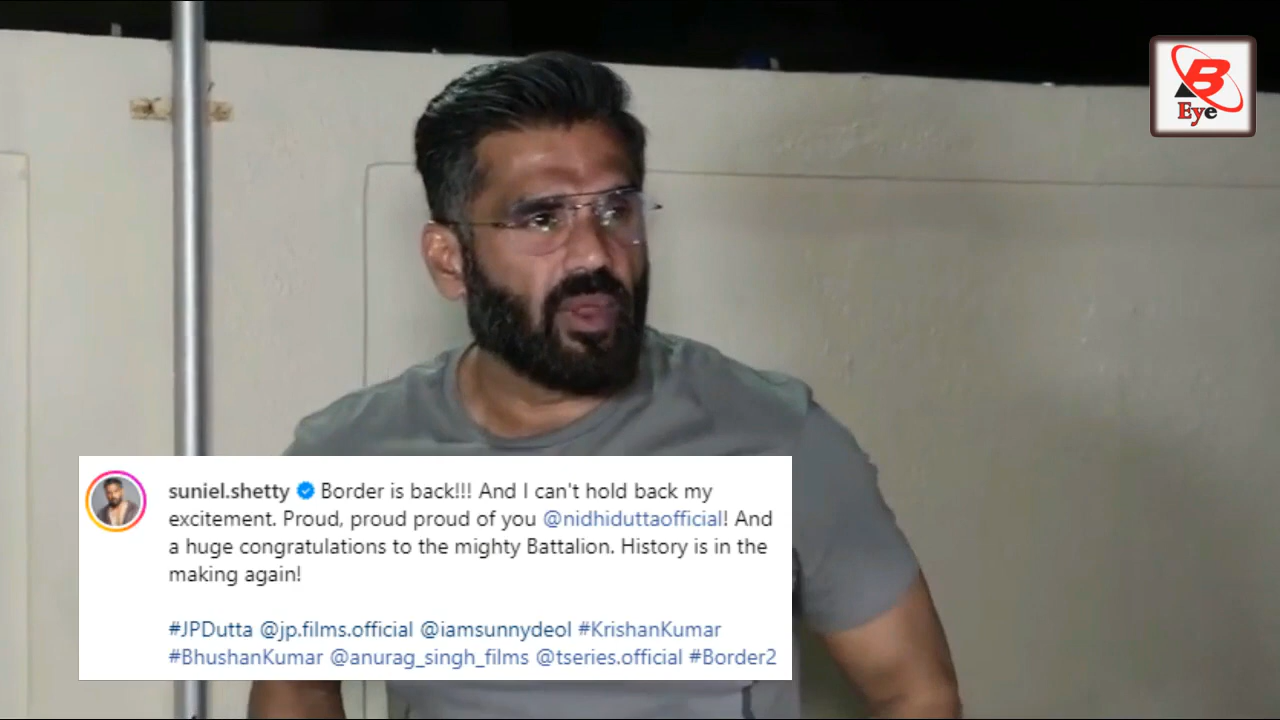 B
Eye
suniel.shetty Border is back!!! And I can't hold back my
excitement. Proud, proud proud of you @nidhiduttaofficial! And
a huge congratulations to the mighty Battalion. History is in the
making again!
#JPDutta @jp.films.official @iamsunnydeol #KrishanKumar
#BhushanKumar @anurag_singh_films @tseries.official #Border2